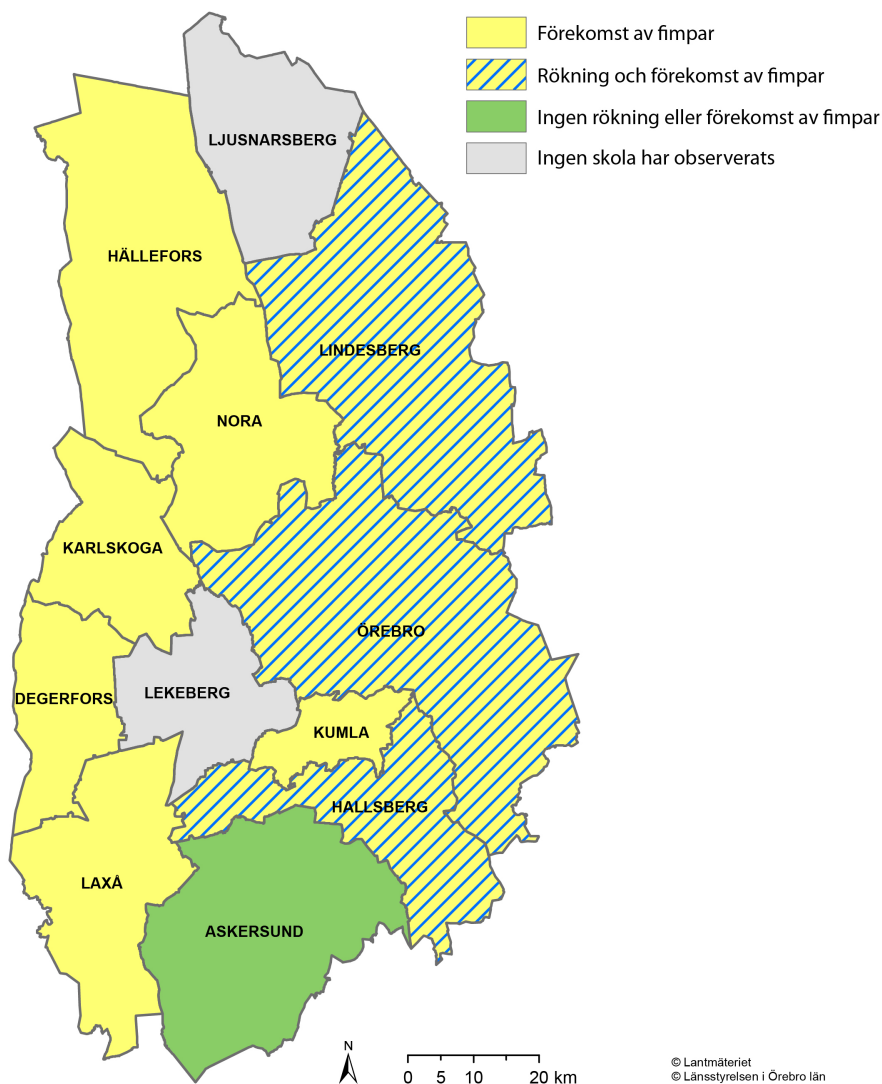 Förekomst av fimpar
Rökning och förekomst av fimpar
Ingen rökning eller förekomst av fimpar
Ingen skola har observerats
LJUSNARSBERG
HÄLLEFORS
LINDESBERG
NORA
KARLSKOGA
ÖREBRO
LEKEBERG
DEGERFORS
KUMLA
HALLSBERG
LAXÅ
ASKERSUND
N
0 5 10 20 km
© Lantmäteriet
© Länsstyrelsen i Örebro län